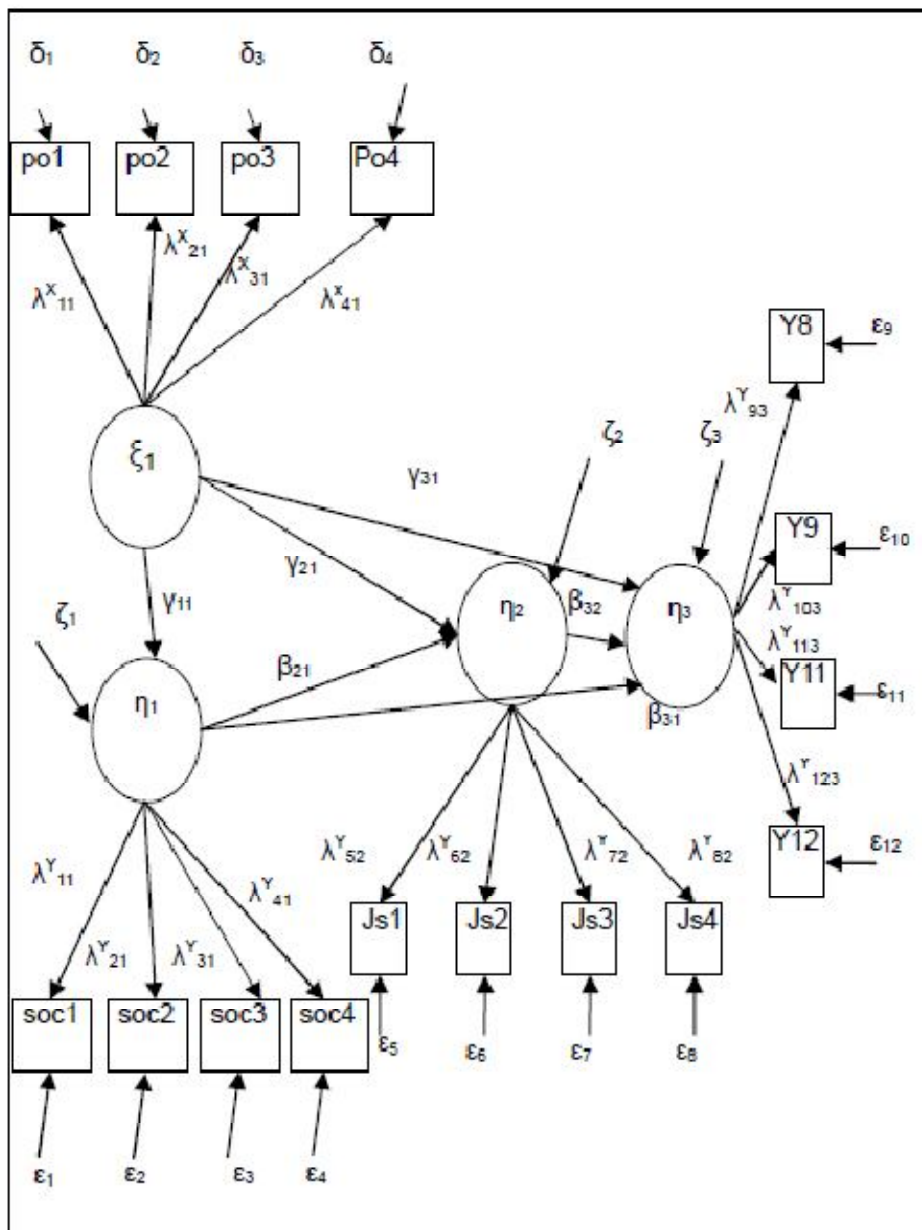 δ1 δ2 δ3 δ4
po1 po2 po3 Po4
λX11 λX21 λX31 λX41
Y8 ε9
λY93
ξ1
ζ2 ζ3
γ31
Y9 ε10
γ21
λY103
γ11
η2 β32 η3
λY113
ζ1
β21
Y11 ε11
η1
β31
λY123
Y12 ε12
λY52 λY62 λY72 λY82
λY11 λY41
Js1 Js2 Js3 Js4
λY21 λY31
soc1 soc2 soc3 soc4
ε5 ε6 ε7 ε8
ε1 ε2 ε3 ε4